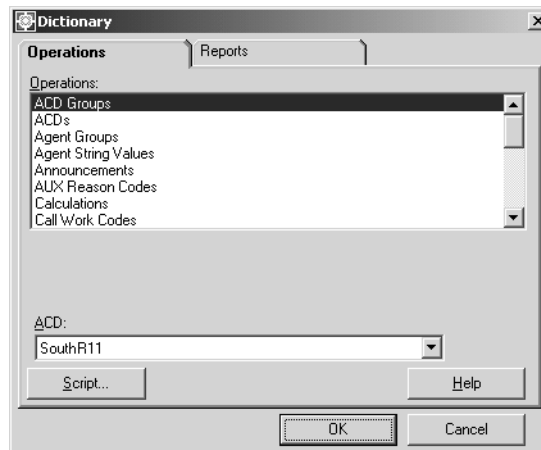 Dictionary
Operations
Reports
Operations:
ACD Groups
ACDs
Agent Groups
Agent String Values
Announcements
AUX Reason Codes
Calculations
Call Work Codes
ACD:
SouthR11
Script...
Help
OK
Cancel